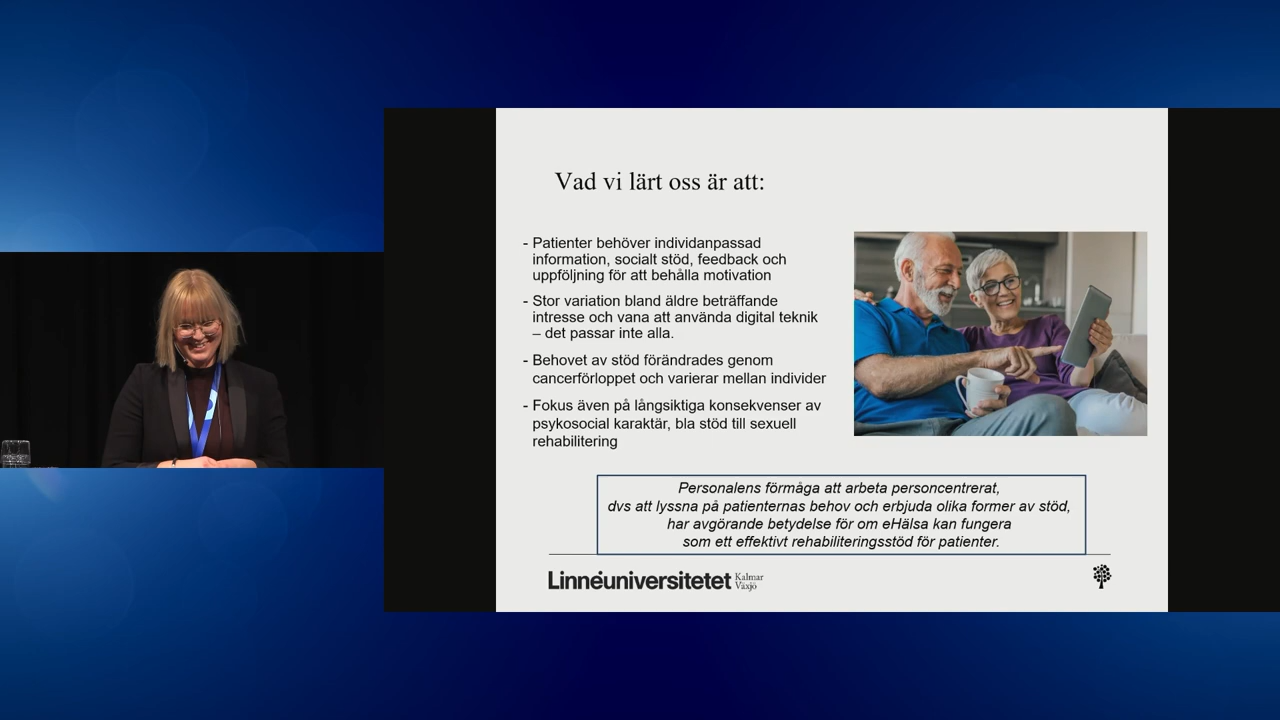 Vad vi lärt oss är att:
- Patienter behöver individanpassad
information, socialt stöd, feedback och
uppföljning för att behålla motivation
- Stor variation bland äldre beträffande
intresse och vana att använda digital teknik
– det passar inte alla.
- Behovet av stöd förändrades genom
cancerförloppet och varierar mellan individer
- Fokus även på långsiktiga konsekvenser av
psykosocial karaktär, bla stöd till sexuell
rehabilitering
Personalens förmåga att arbeta personcentrerat,
dvs att lyssna på patienternas behov och erbjuda olika former av stöd,
har avgörande betydelse för om eHälsa kan fungera
som ett effektivt rehabiliteringsstöd för patienter.
Linnéuniversitetet Kalmar
Växjö